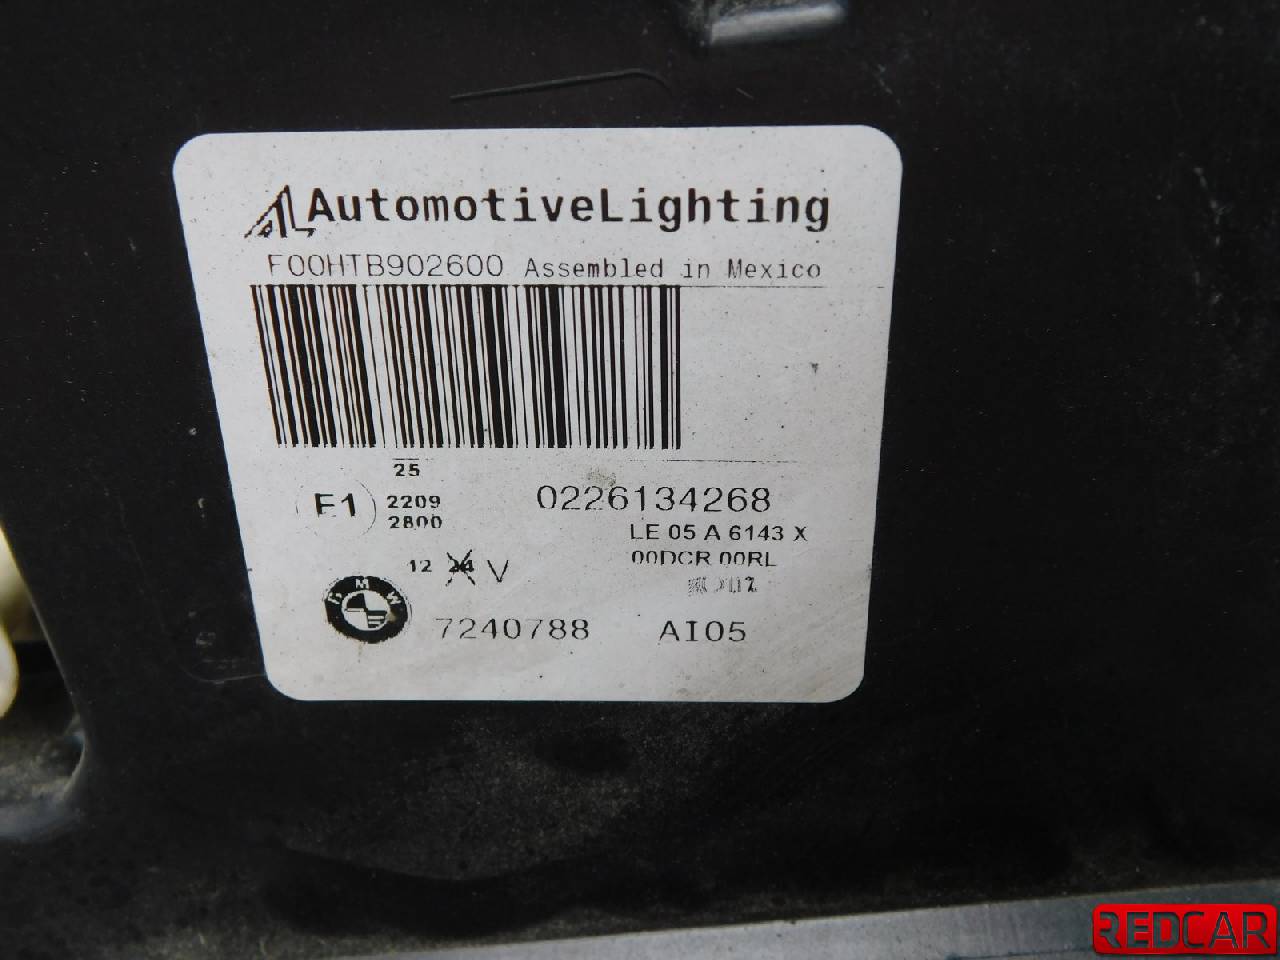 AL AutomotiveLighting
F00HTB902600 Assembled in Mexico
25
E1 2209 0226134268
2800 LE 05 A 6143 X
12 24 V 00DCR 00RL
BMW 7240788 AI05
REDCAR